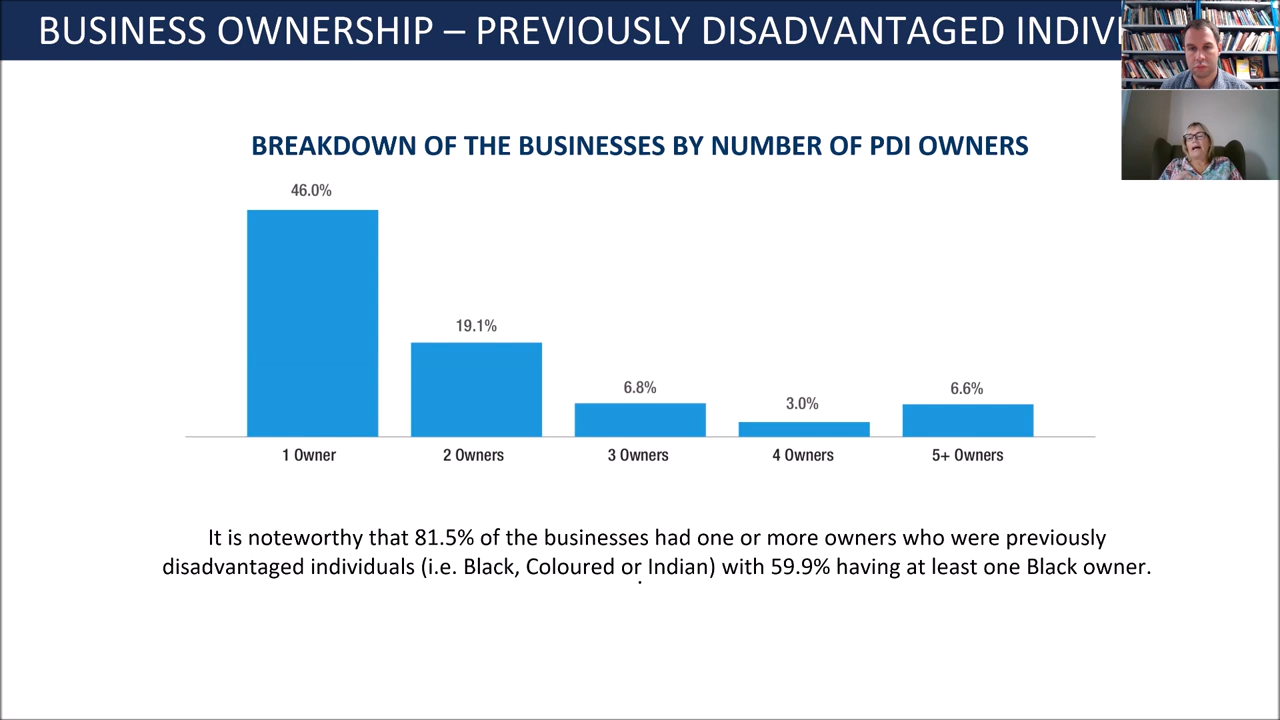 BUSINESS OWNERSHIP – PREVIOUSLY DISADVANTAGED INDIV
BREAKDOWN OF THE BUSINESSES BY NUMBER OF PDI OWNERS
46.0%
19.1%
6.8%
3.0%
6.6%
1 Owner
2 Owners
3 Owners
4 Owners
5+ Owners
It is noteworthy that 81.5% of the businesses had one or more owners who were previously
disadvantaged individuals (i.e. Black, Coloured or Indian) with 59.9% having at least one Black owner.
.